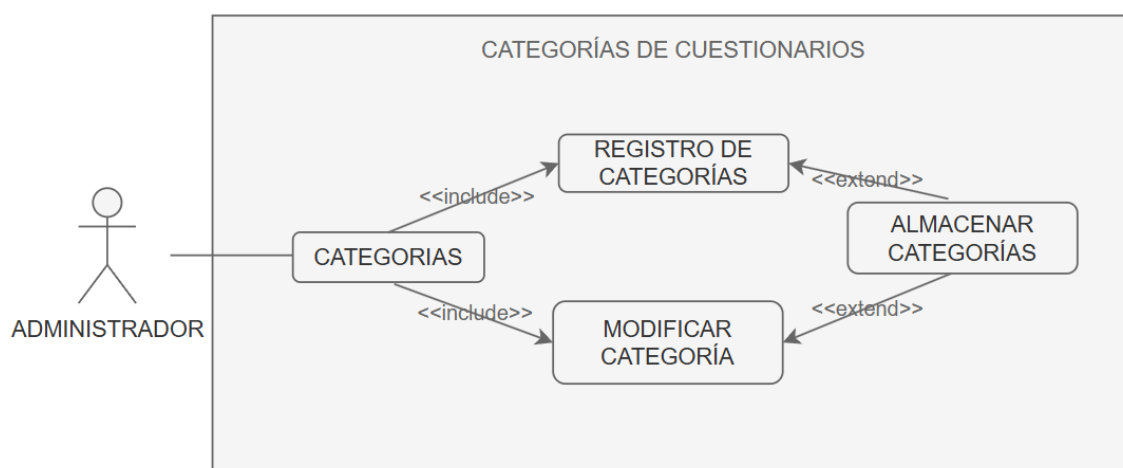 CATEGORÍAS DE CUESTIONARIOS
REGISTRO DE
CATEGORÍAS
<<include>>
<<extend>>
CATEGORIAS
ALMACENAR
CATEGORÍAS
<<include>>
<<extend>>
MODIFICAR
CATEGORÍA
ADMINISTRADOR